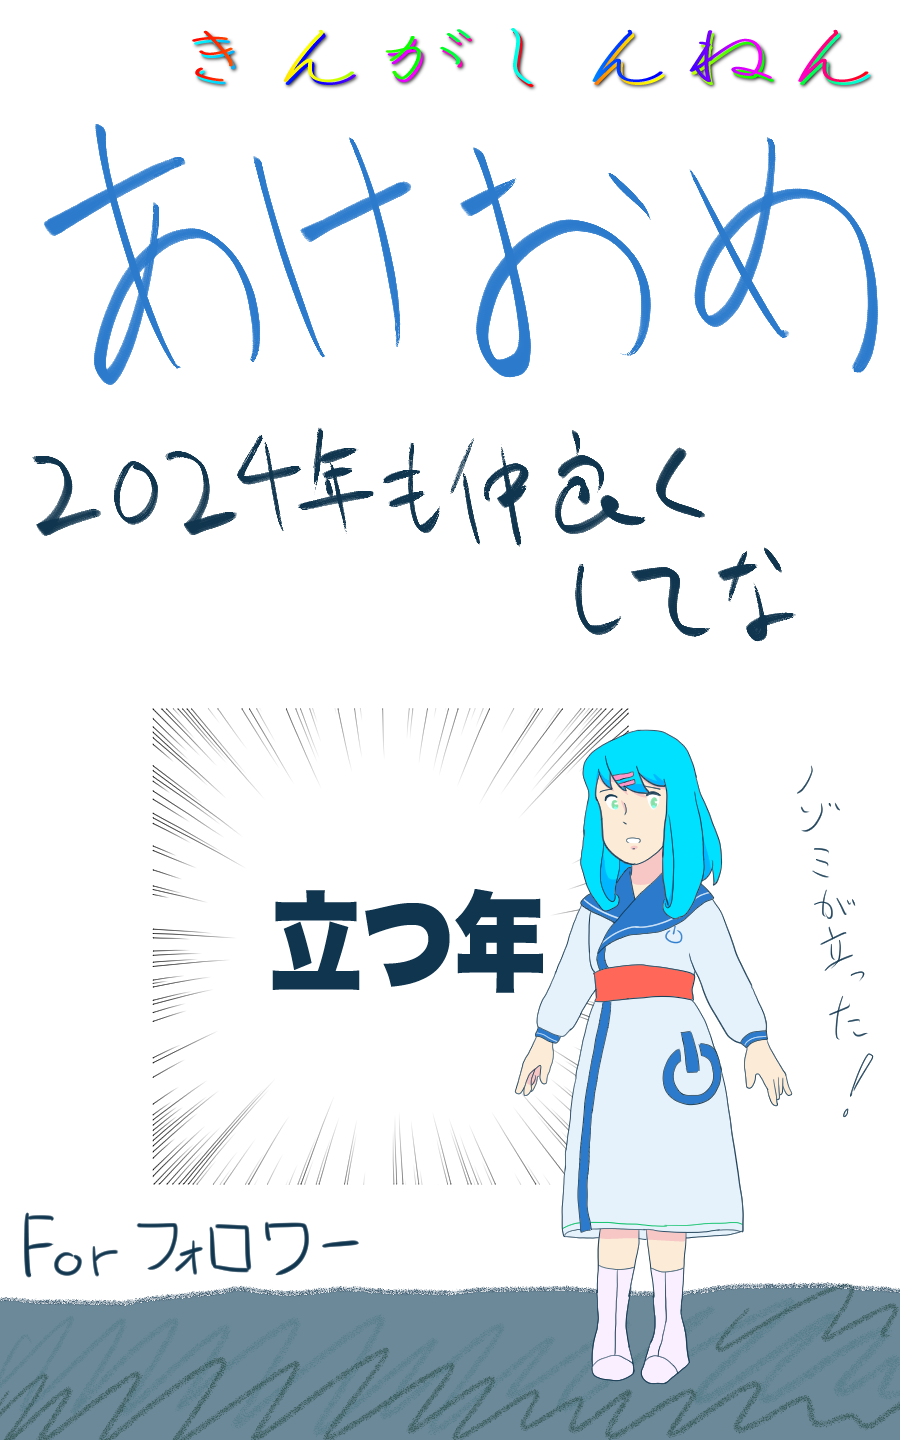 きんがしんねん
あけおめ
2024年も仲良く
してな
立つ年
ノゾミが立った!
For フォロワー